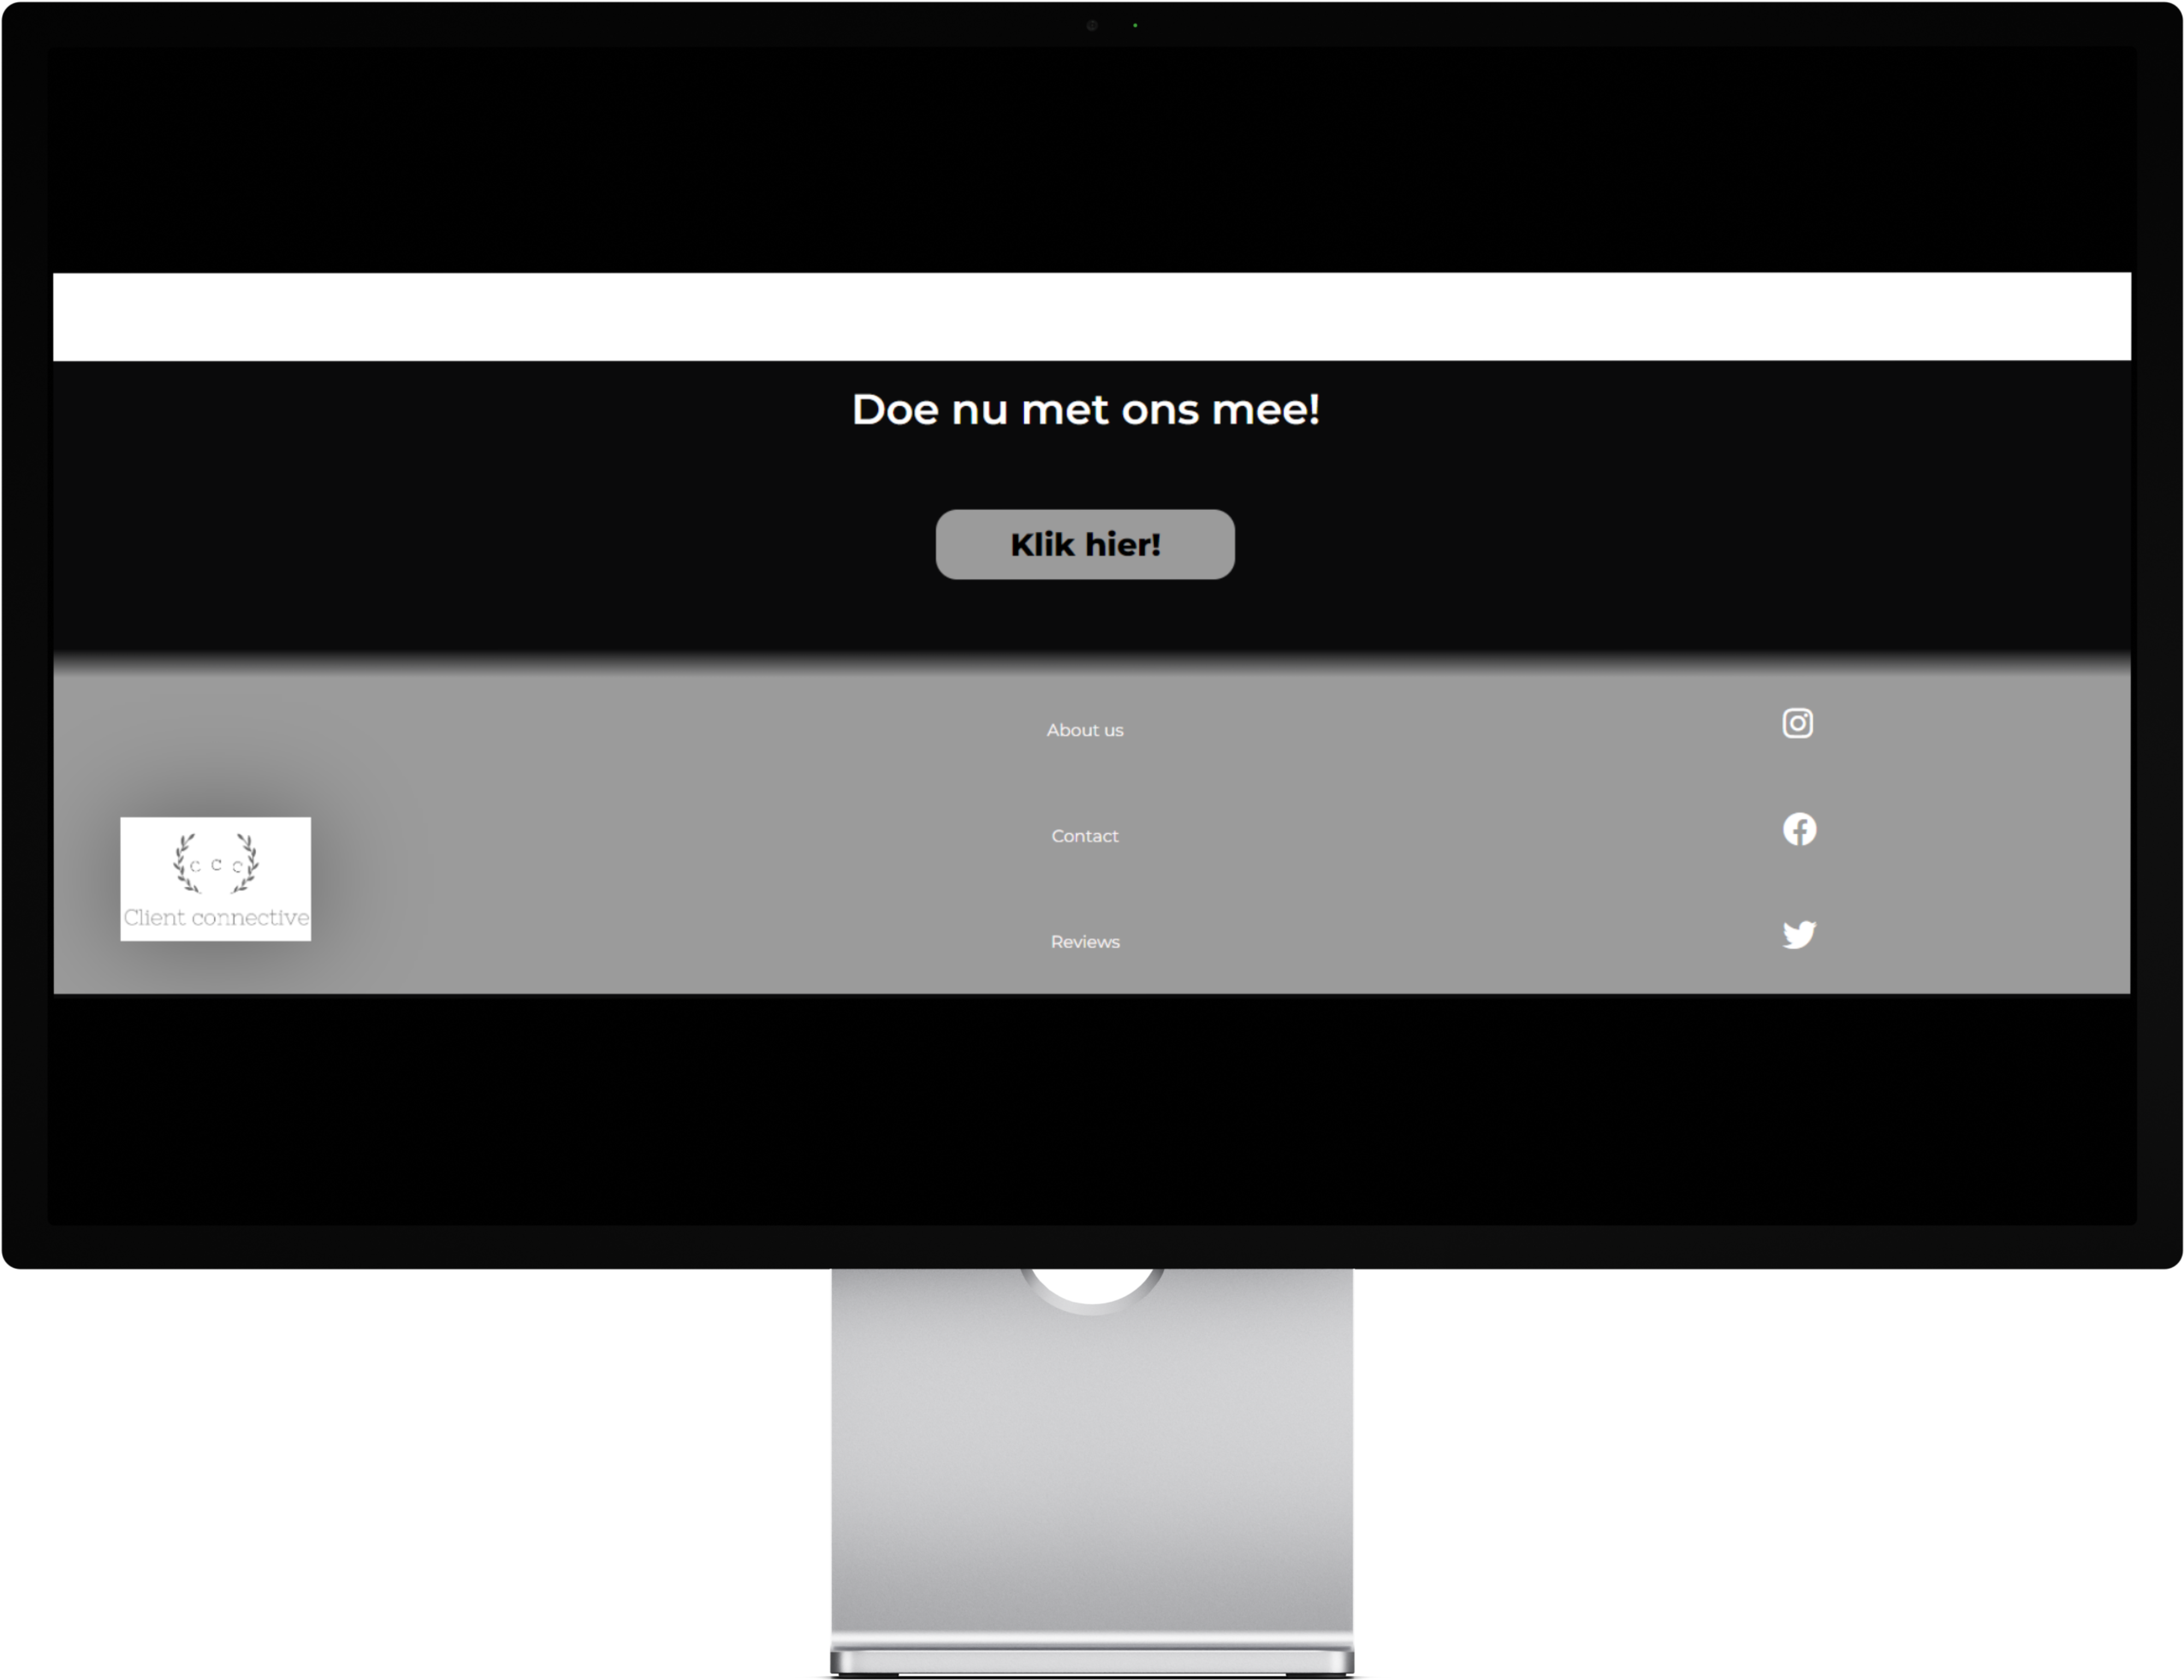 Doe nu met ons mee!
Klik hier!
About us
Contact
Reviews
C C C
Client connective